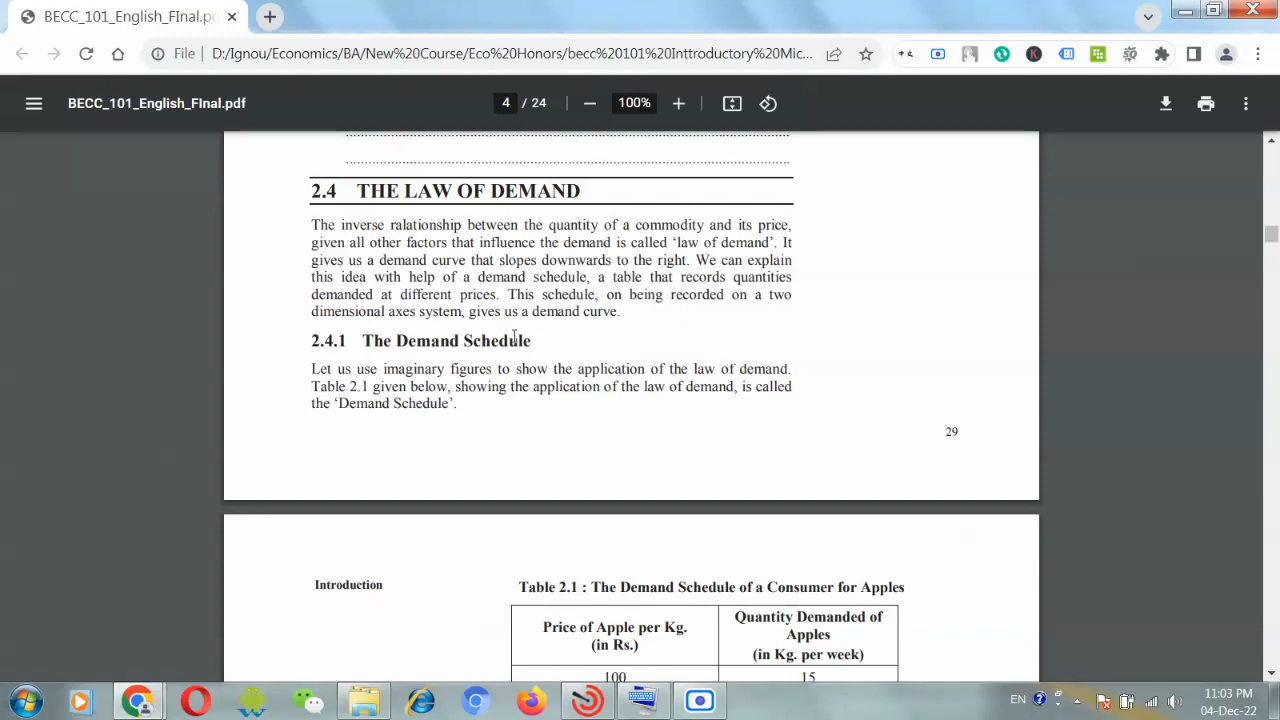 BECC_101_English_FInal.pdf
File
D:/Ignou/Economics/BA/New%20Course/Eco%20Honors/becc%20101%20Inttroductory%20Mic...
BECC_101_English_FInal.pdf
4 / 24
100%
2.4 THE LAW OF DEMAND
The inverse ralationship between the quantity of a commodity and its price,
given all other factors that influence the demand is called ‘law of demand’. It
gives us a demand curve that slopes downwards to the right. We can explain
this idea with help of a demand schedule, a table that records quantities
demanded at different prices. This schedule, on being recorded on a two
dimensional axes system, gives us a demand curve.
2.4.1 The Demand Schedule
Let us use imaginary figures to show the application of the law of demand.
Table 2.1 given below, showing the application of the law of demand, is called
the ‘Demand Schedule’.
29
Introduction
Table 2.1 : The Demand Schedule of a Consumer for Apples
Price of Apple per Kg.
(in Rs.)
Quantity Demanded of
Apples
(in Kg. per week)
100 15
EN
11:03 PM
04-Dec-22